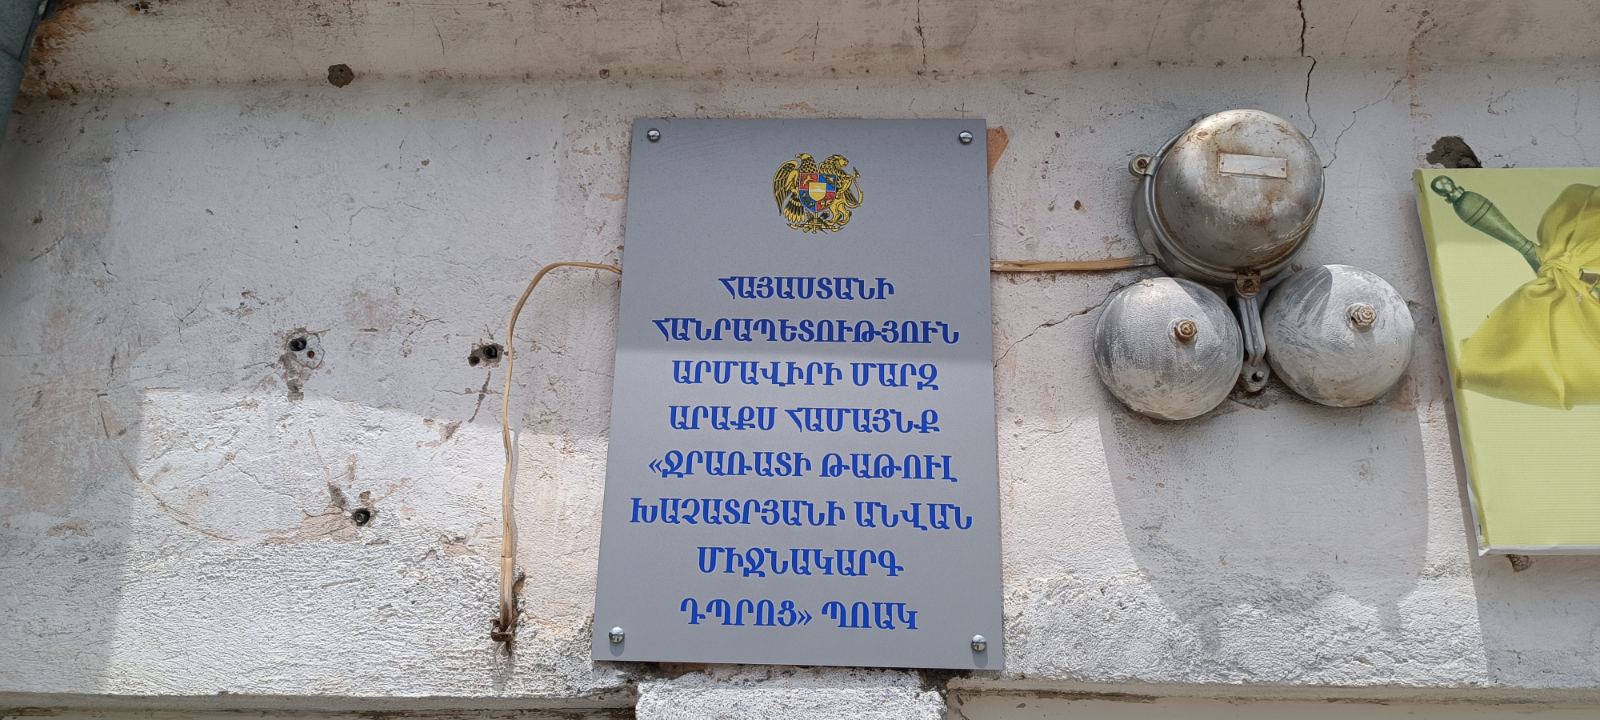 ՀԱՅԱՍՏԱՆԻ
ՀԱՆՐԱՊԵՏՈՒԹՅՈՒՆ
ԱՐՄԱՎԻՐԻ ՄԱՐԶ
ԱՐԱՔՍ ՀԱՄԱՅՆՔ
«ՋՐԱՌԱՏԻ ԹԱԹՈՒԼ
ԽԱՉԱՏՐՅԱՆԻ ԱՆՎԱՆ
ՄԻՋՆԱԿԱՐԳ
ԴՊՐՈՑ» ՊՈԱԿ